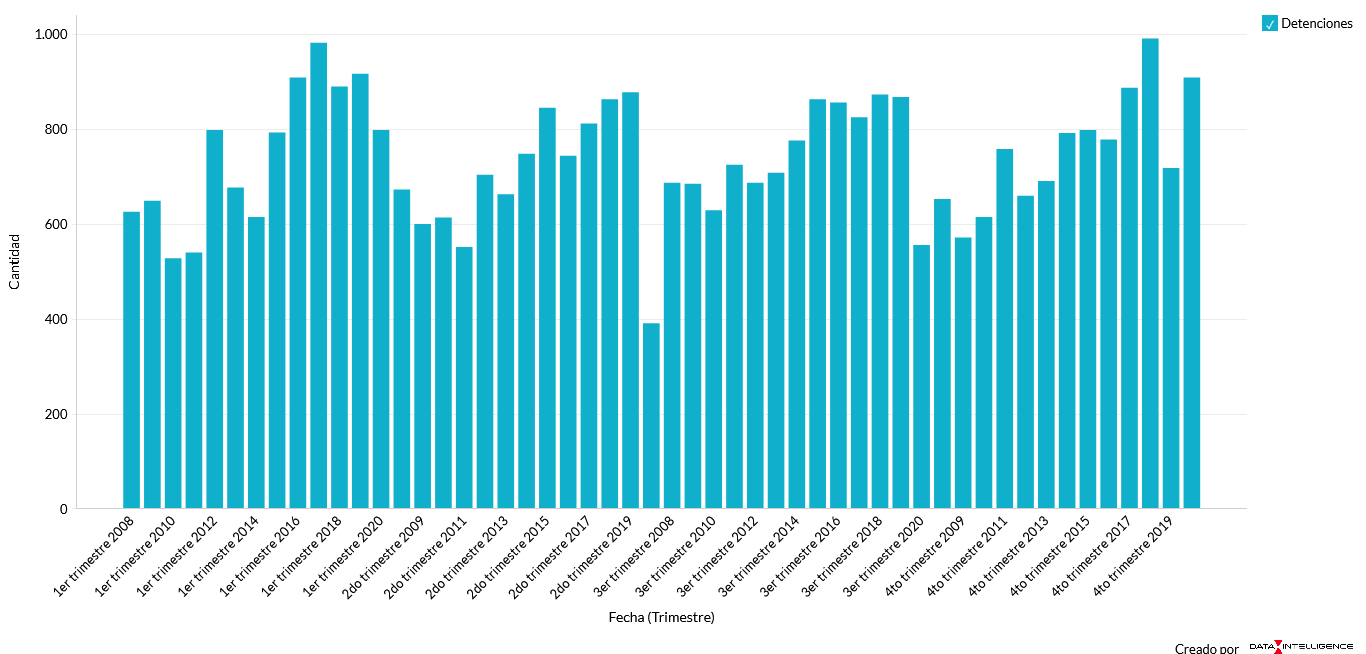 1.000
800
600
400
200
0
Cantidad
Detenciones
1er trimestre 2008
1er trimestre 2010
1er trimestre 2012
1er trimestre 2014
1er trimestre 2016
1er trimestre 2018
1er trimestre 2020
2do trimestre 2009
2do trimestre 2011
2do trimestre 2013
2do trimestre 2015
2do trimestre 2017
2do trimestre 2019
3er trimestre 2008
3er trimestre 2010
3er trimestre 2012
3er trimestre 2014
3er trimestre 2016
3er trimestre 2018
3er trimestre 2020
4to trimestre 2009
4to trimestre 2011
4to trimestre 2013
4to trimestre 2015
4to trimestre 2017
4to trimestre 2019
Fecha (Trimestre)
Creado por DATA INTELLIGENCE